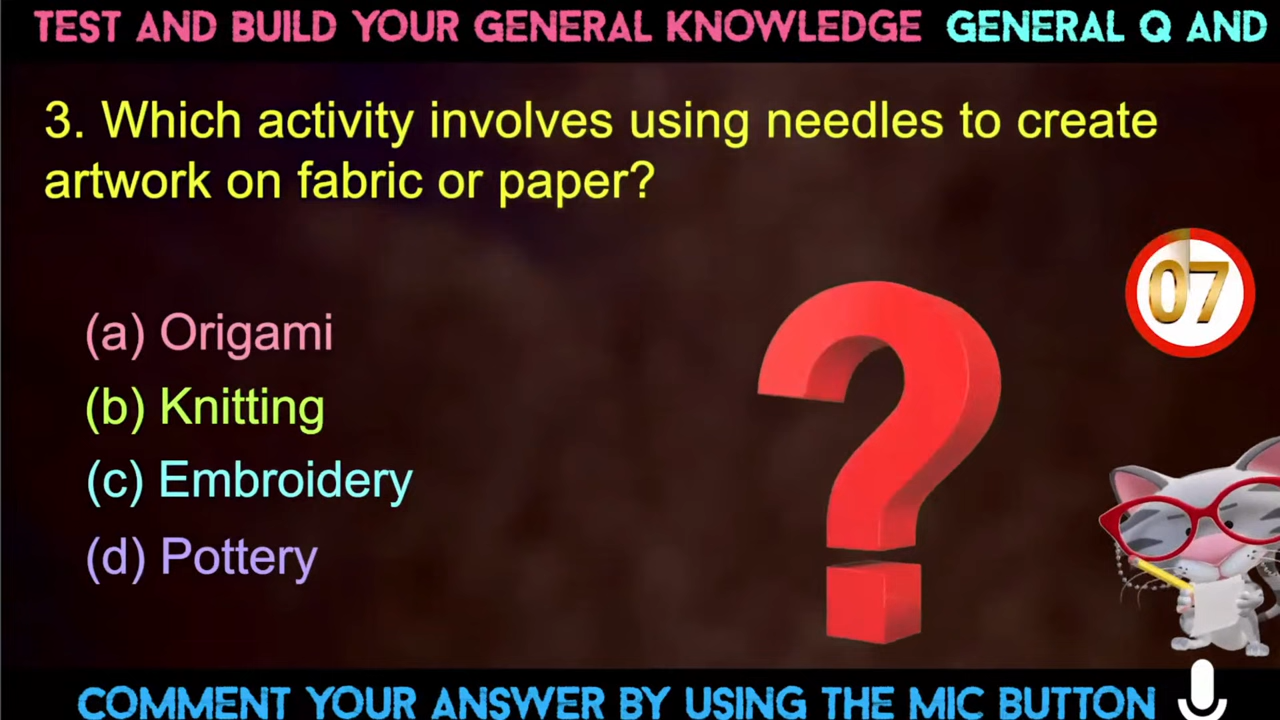 TEST AND BUILD YOUR GENERAL KNOWLEDGE GENERAL Q AND
3. Which activity involves using needles to create
artwork on fabric or paper?
07
(a) Origami
(b) Knitting
(c) Embroidery
(d) Pottery
?
COMMENT YOUR ANSWER BY USING THE MIC BUTTON